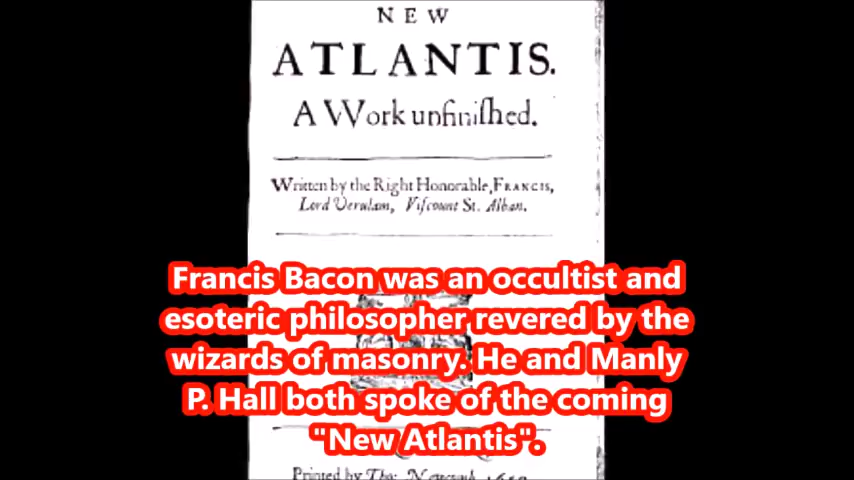 NEW
ATLANTIS.
A Work unfiniſhed.
Written by the Right Honorable, FRANCIS,
Lord Verulam, Viſcount St. Alban.
Francis Bacon was an occultist and
esoteric philosopher revered by the
wizards of masonry. He and Manly
P. Hall both spoke of the coming
"New Atlantis".
Printed by Tho: Newcomb